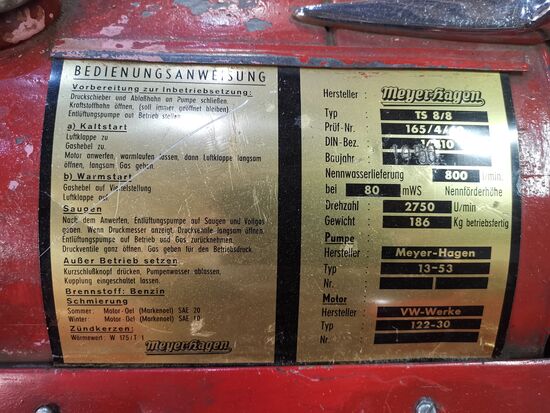 BEDIENUNGSANWEISUNG
Vorbereitung zur Inbetriebsetzung:
Druckschieber und Ablaßhahn an Pumpe schließen.
Kraftstoffhahn öffnen, (soll immer geöffnet bleiben)
Entlüftungspumpe auf Betrieb stellen.
a) Kaltstart
Luftklappe zu
Gashebel zu.
Motor anwerfen, warmlaufen lassen, dann Luftklappe langsam
öffnen, langsam Gas geben.
b) Warmstart
Gashebel auf Viertelstellung
Luftklappe auf.
Saugen
Nach dem Anwerfen, Entlüftungspumpe auf Saugen und Vollgas
geben. Wenn Druckmesser anzeigt, Druckventile langsam öffnen.
Entlüftungspumpe auf Betrieb und Gas zurücknehmen.
Druckventile ganz öffnen. Gas geben für den Betriebsdruck.
Außer Betrieb setzen
Kurzschlußknopf drücken, Pumpenwasser ablassen.
Kupplung eingeschaltet lassen.
Brennstoff: Benzin
Schmierung
Sommer: Motor-Oel (Markenoel) SAE 20
Winter: Motor-Oel (Markenoel) SAE 10
Zündkerzen:
Wärmewert: W 175/T 1
Meyer-Hagen
Hersteller : Meyer-Hagen
Typ TS 8/8
Prüf-Nr. 165/4/
DIN-Bez.
Baujahr
Nennwasserlieferung 800 l/min.
bei 80 mWS Nennförderhöhe
Drehzahl 2750 U/min
Gewicht 186 Kg betriebsfertig
Pumpe
Hersteller Meyer-Hagen
Typ 13-53
Nr.
Motor
Hersteller VW-Werke
Typ 122-30
Nr